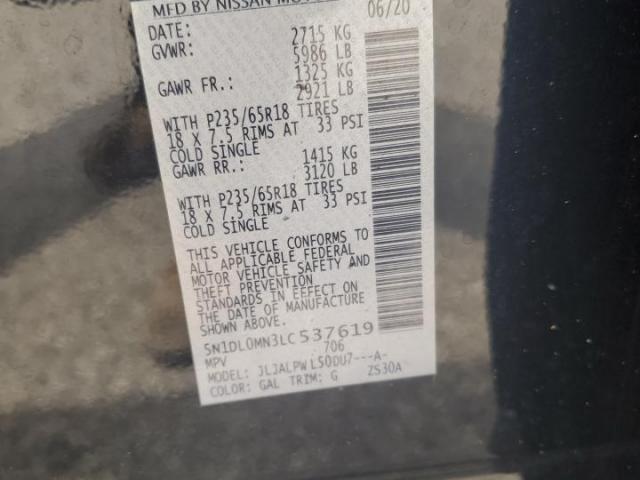 MFD BY NISSAN
DATE: 06/20
GVWR: 2715 KG
5986 LB
GAWR FR.: 1325 KG
2921 LB
WITH P235/65R18 TIRES
18 X 7.5 RIMS AT 33 PSI
COLD SINGLE
GAWR RR.: 1415 KG
3120 LB
WITH P235/65R18 TIRES
18 X 7.5 RIMS AT 33 PSI
COLD SINGLE
THIS VEHICLE CONFORMS TO
ALL APPLICABLE FEDERAL
MOTOR VEHICLE SAFETY AND
THEFT PREVENTION
STANDARDS IN EFFECT ON
THE DATE OF MANUFACTURE
SHOWN ABOVE.
5N1DL0MN3LC537619
MPV 706
MODEL: JLJALPWL50DU7---A-
COLOR: GAL TRIM: G ZS30A